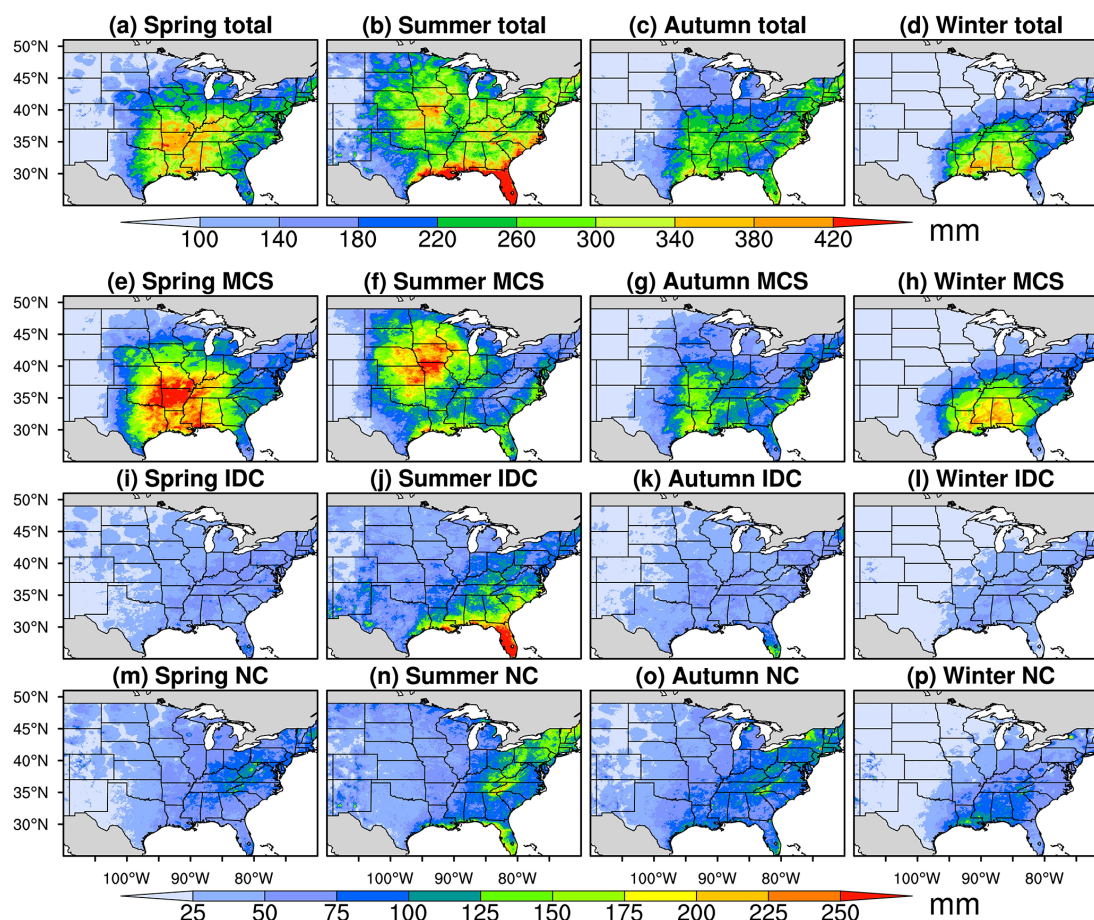 (a) Spring total (b) Summer total (c) Autumn total (d) Winter total
50°N
45°N
40°N
35°N
30°N
100 140 180 220 260 300 340 380 420 mm
(e) Spring MCS (f) Summer MCS (g) Autumn MCS (h) Winter MCS
50°N
45°N
40°N
35°N
30°N
(i) Spring IDC (j) Summer IDC (k) Autumn IDC (l) Winter IDC
50°N
45°N
40°N
35°N
30°N
(m) Spring NC (n) Summer NC (o) Autumn NC (p) Winter NC
50°N
45°N
40°N
35°N
30°N
100°W 90°W 80°W 100°W 90°W 80°W 100°W 90°W 80°W 100°W 90°W 80°W
25 50 75 100 125 150 175 200 225 250 mm